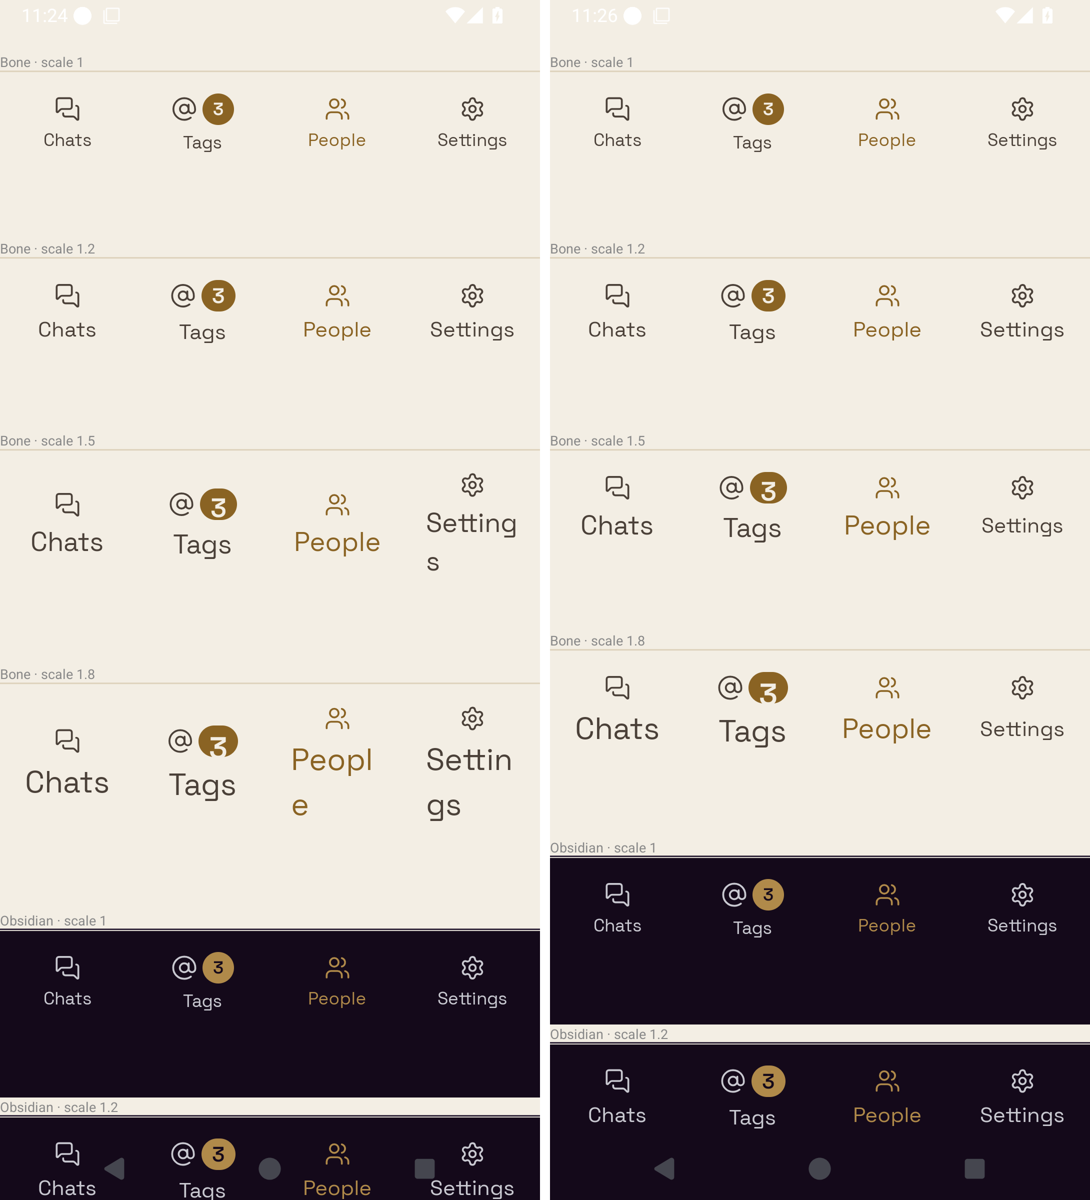 11:24
Bone · scale 1
@ 3
Chats Tags People Settings
Bone · scale 1.2
@ 3
Chats Tags People Settings
Bone · scale 1.5
@ 3
Chats Tags People Setting
s
Bone · scale 1.8
@ 3
Chats Tags Peopl Settin
e gs
Obsidian · scale 1
@ 3
Chats Tags People Settings
Obsidian · scale 1.2
@ 3
Chats Tags People Settings
11:26
Bone · scale 1
@ 3
Chats Tags People Settings
Bone · scale 1.2
@ 3
Chats Tags People Settings
Bone · scale 1.5
@ 3
Chats Tags People Settings
Bone · scale 1.8
@ 3
Chats Tags People Settings
Obsidian · scale 1
@ 3
Chats Tags People Settings
Obsidian · scale 1.2
@ 3
Chats Tags People Settings